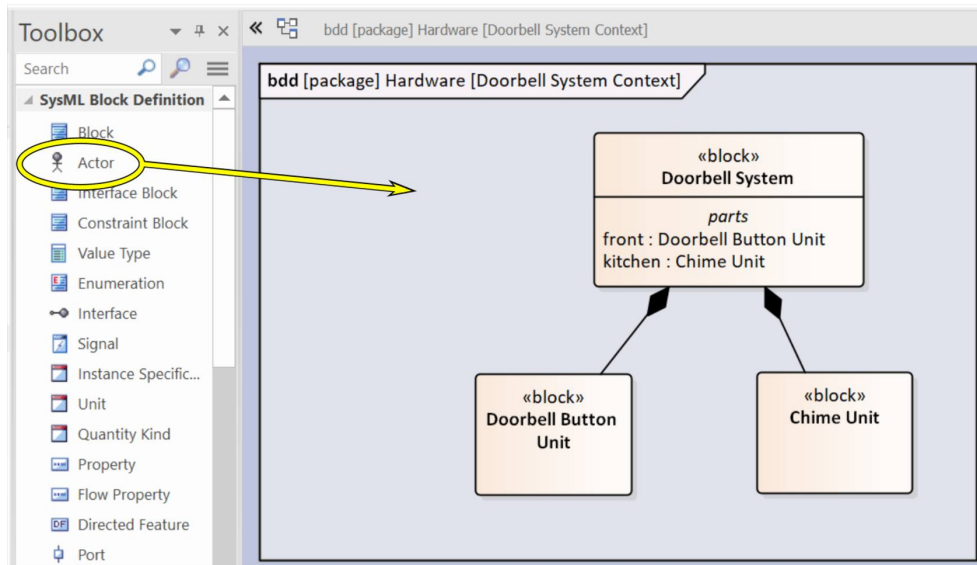 Toolbox
bdd [package] Hardware [Doorbell System Context]
Search
SysML Block Definition
Block
Actor
Interface Block
Constraint Block
Value Type
Enumeration
Interface
Signal
Instance Specific...
Unit
Quantity Kind
Property
Flow Property
DF Directed Feature
Port
bdd [package] Hardware [Doorbell System Context]
«block»
Doorbell System
parts
front : Doorbell Button Unit
kitchen : Chime Unit
«block»
Doorbell Button
Unit
«block»
Chime Unit